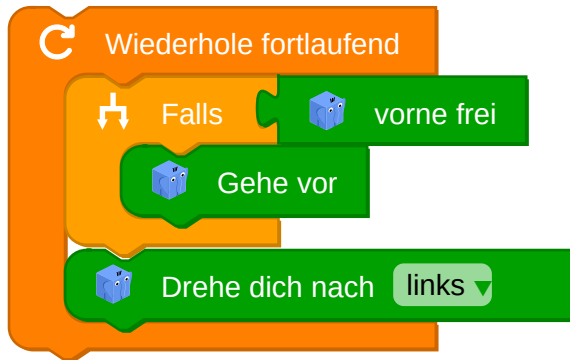 Wiederhole fortlaufend
Falls vorne frei
Gehe vor
Drehe dich nach links